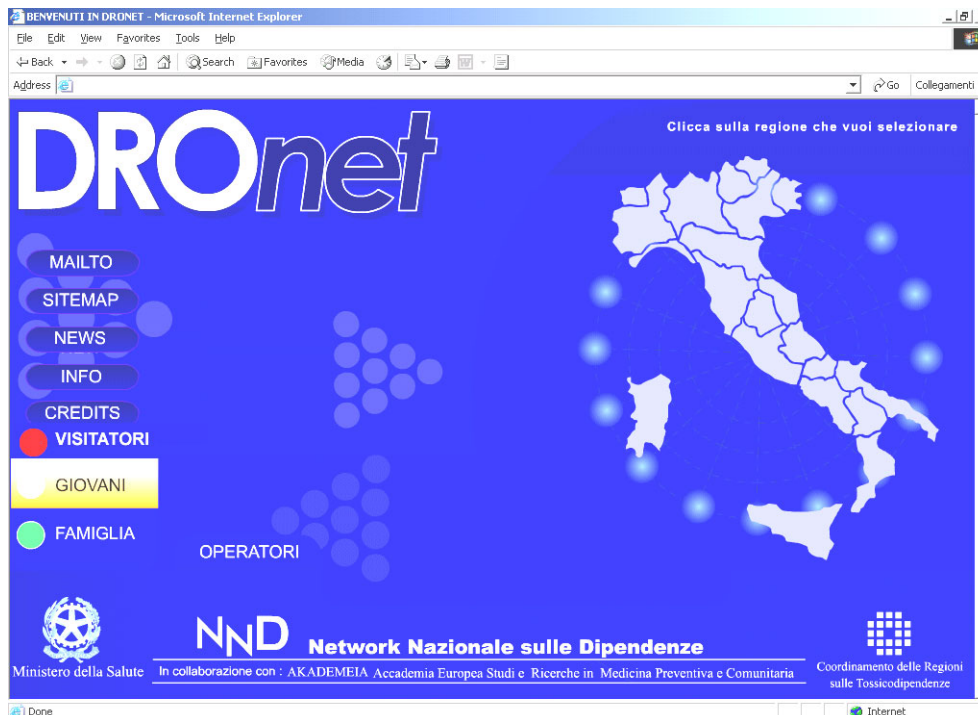 BENVENUTI IN DRONET - Microsoft Internet Explorer
File Edit View Favorites Tools Help
Back Search Favorites Media
Address Go Collegamenti
DROnet
Clicca sulla regione che vuoi selezionare
MAILTO
SITEMAP
NEWS
INFO
CREDITS
VISITATORI
GIOVANI
FAMIGLIA
OPERATORI
NND Network Nazionale sulle Dipendenze
Ministero della Salute
In collaborazione con : AKADEMEIA Accademia Europea Studi e Ricerche in Medicina Preventiva e Comunitaria
Coordinamento delle Regioni
sulle Tossicodipendenze
Done Internet